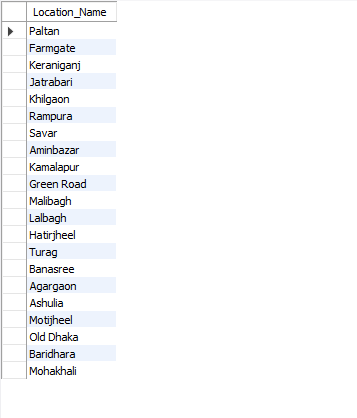 Location_Name
Paltan
Farmgate
Keraniganj
Jatrabari
Khilgaon
Rampura
Savar
Aminbazar
Kamalapur
Green Road
Malibagh
Lalbagh
Hatirjheel
Turag
Banasree
Agargaon
Ashulia
Motijheel
Old Dhaka
Baridhara
Mohakhali